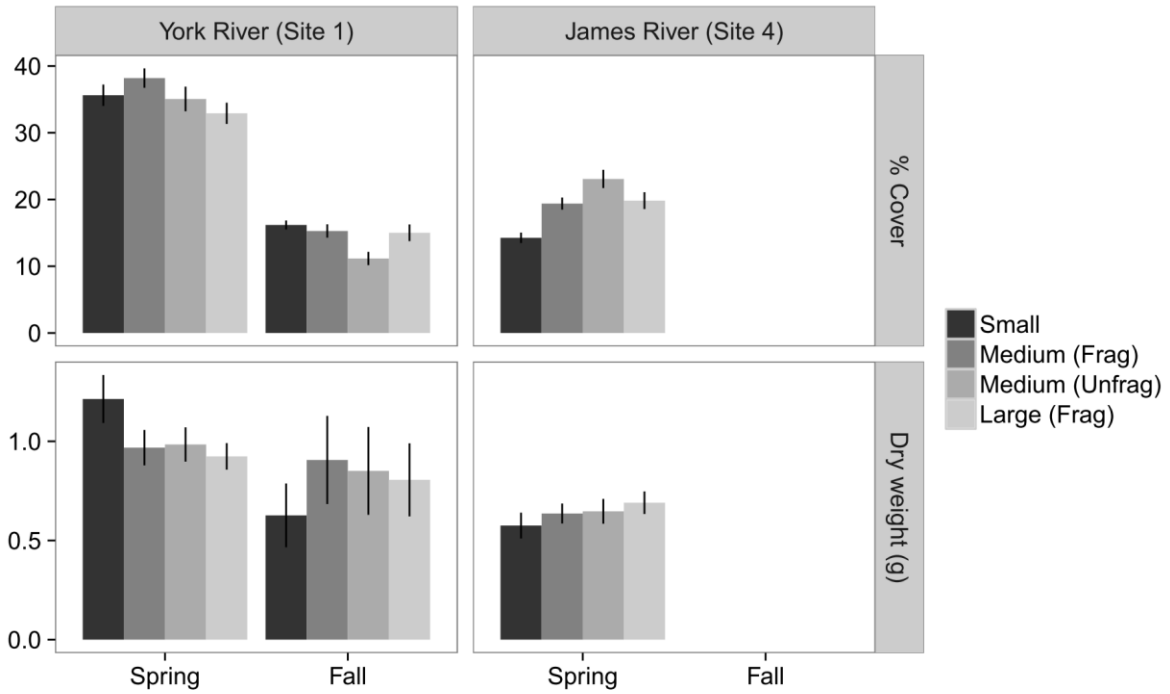 York River (Site 1)
James River (Site 4)
40
30
20
10
0
% Cover
Small
Medium (Frag)
Medium (Unfrag)
Large (Frag)
1.0
0.5
0.0
Dry weight (g)
Spring
Fall
Spring
Fall